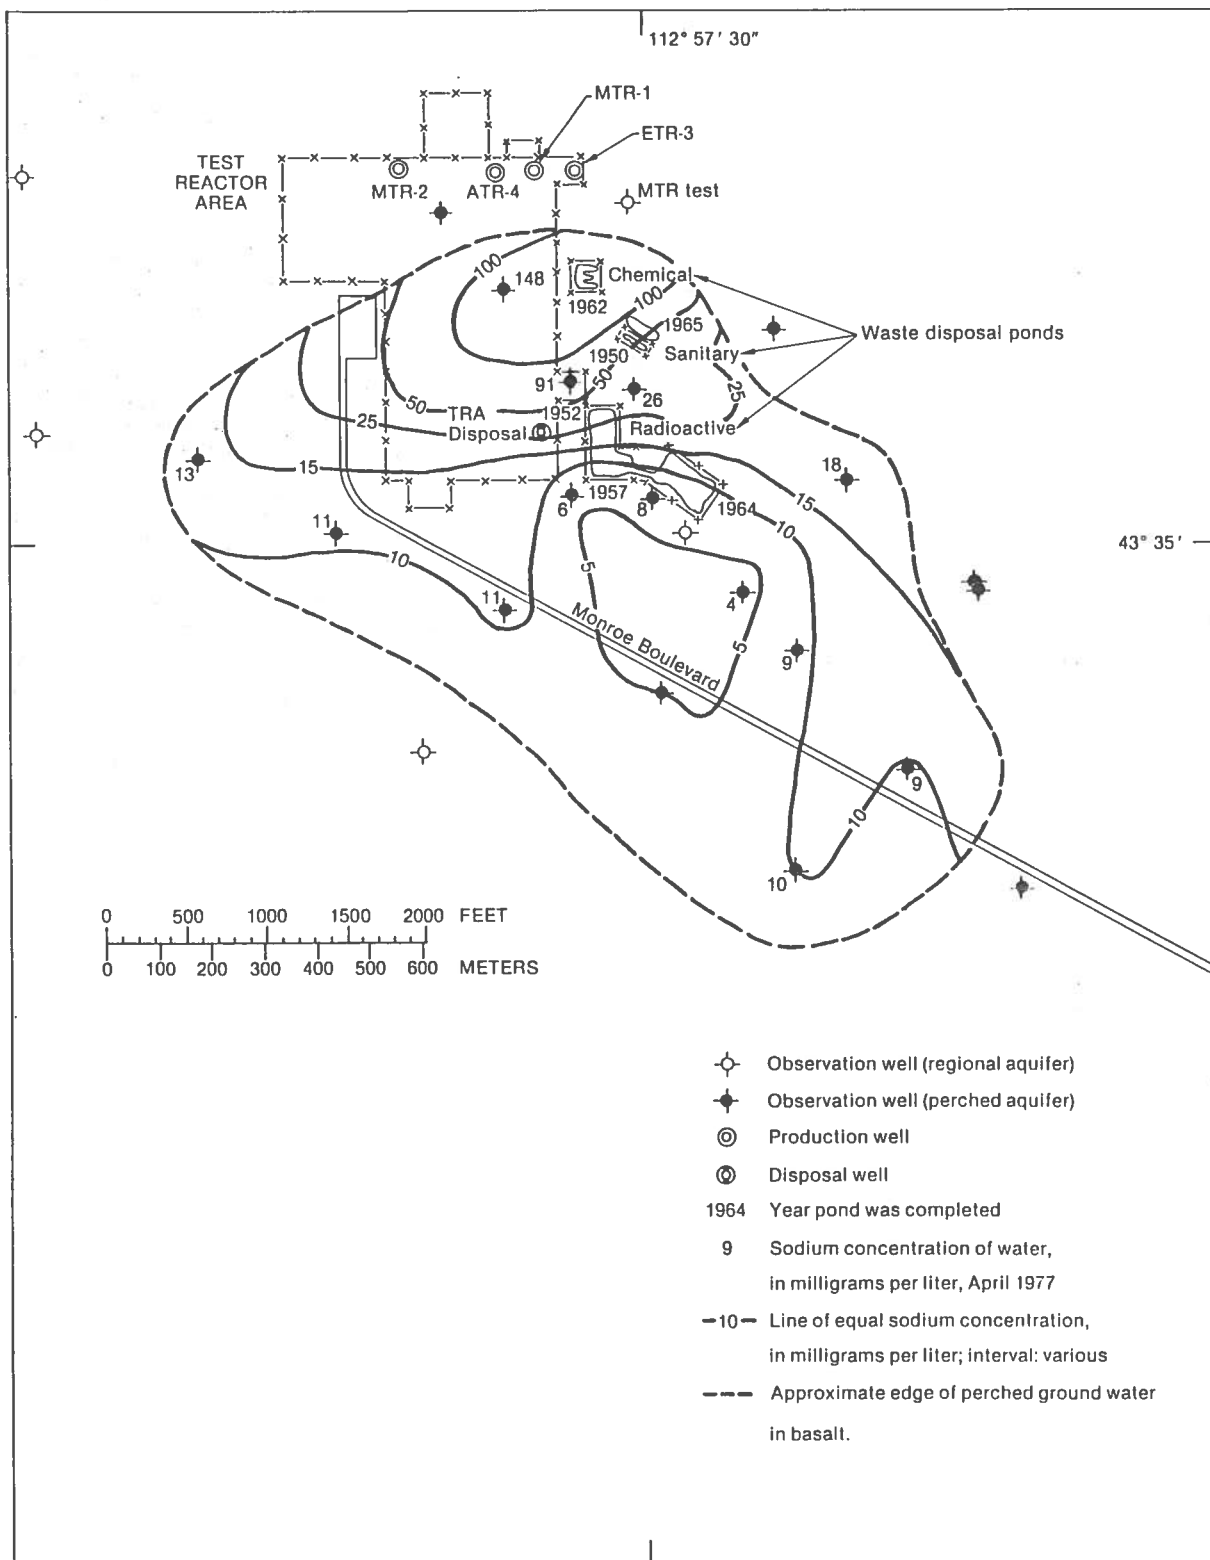 112° 57′ 30″
MTR-1
ETR-3
TEST
REACTOR
AREA
MTR-2
ATR-4
MTR test
100
148
Chemical
1962
100
1965
Waste disposal ponds
1950
Sanitary
91
50
26
25
50
TRA
1952
25
Disposal
Radioactive
13
15
18
15
1957
6
8
1964
10
11
43° 35′
10
5
11
4
Monroe Boulevard
5
9
9
10
10
0 500 1000 1500 2000 FEET
0 100 200 300 400 500 600 METERS
Observation well (regional aquifer)
Observation well (perched aquifer)
Production well
Disposal well
1964 Year pond was completed
9 Sodium concentration of water,
in milligrams per liter, April 1977
10 Line of equal sodium concentration,
in milligrams per liter; interval: various
Approximate edge of perched ground water
in basalt.